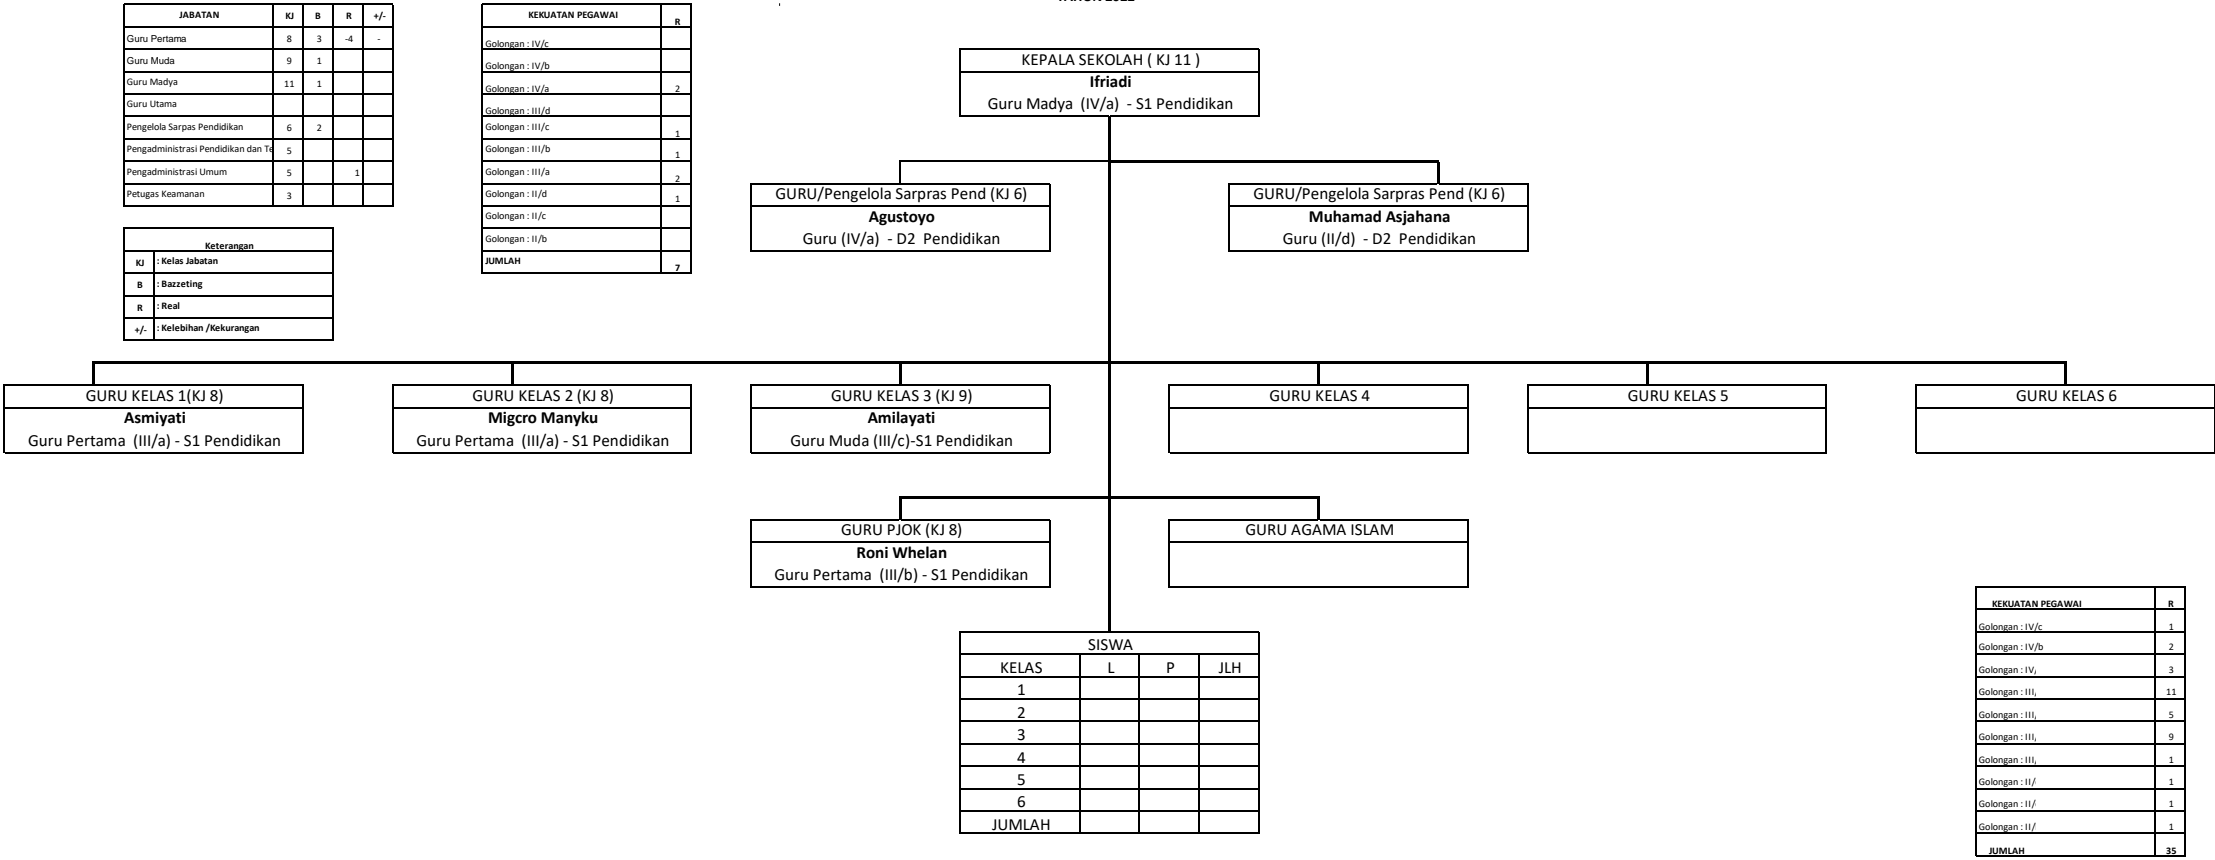 TAHUN 2022
JABATAN KJ B R +/-
Guru Pertama 8 3 -4 -
Guru Muda 9 1
Guru Madya 11 1
Guru Utama
Pengelola Sarpas Pendidikan 6 2
Pengadministrasi Pendidikan dan Te 5
Pengadministrasi Umum 5 1
Petugas Keamanan 3
Keterangan
KJ : Kelas Jabatan
B : Bazzeting
R : Real
+/- : Kelebihan /Kekurangan
KEKUATAN PEGAWAI R
Golongan : IV/c
Golongan : IV/b
Golongan : IV/a 2
Golongan : III/d
Golongan : III/c 1
Golongan : III/b 1
Golongan : III/a 2
Golongan : II/d 1
Golongan : II/c
Golongan : II/b
JUMLAH 7
KEPALA SEKOLAH ( KJ 11 )
Ifriadi
Guru Madya (IV/a) - S1 Pendidikan
GURU/Pengelola Sarpras Pend (KJ 6)
Agustoyo
Guru (IV/a) - D2 Pendidikan
GURU/Pengelola Sarpras Pend (KJ 6)
Muhamad Asjahana
Guru (II/d) - D2 Pendidikan
GURU KELAS 1(KJ 8)
Asmiyati
Guru Pertama (III/a) - S1 Pendidikan
GURU KELAS 2 (KJ 8)
Migcro Manyku
Guru Pertama (III/a) - S1 Pendidikan
GURU KELAS 3 (KJ 9)
Amilayati
Guru Muda (III/c)-S1 Pendidikan
GURU KELAS 4
GURU KELAS 5
GURU KELAS 6
GURU PJOK (KJ 8)
Roni Whelan
Guru Pertama (III/b) - S1 Pendidikan
GURU AGAMA ISLAM
SISWA
KELAS L P JLH
1
2
3
4
5
6
JUMLAH
KEKUATAN PEGAWAI R
Golongan : IV/c 1
Golongan : IV/b 2
Golongan : IV/ 3
Golongan : III/ 11
Golongan : III/ 5
Golongan : III/ 9
Golongan : III/ 1
Golongan : II/ 1
Golongan : II/ 1
Golongan : II/ 1
JUMLAH 35